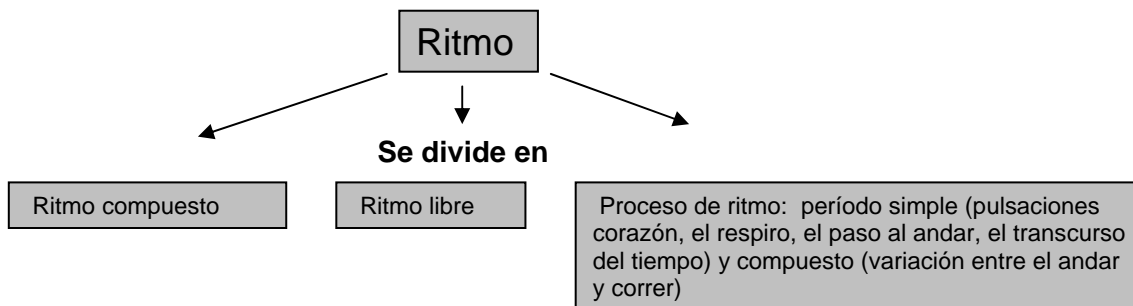 Ritmo
Se divide en
Ritmo compuesto
Ritmo libre
Proceso de ritmo: período simple (pulsaciones
corazón, el respiro, el paso al andar, el transcurso
del tiempo) y compuesto (variación entre el andar
y correr)